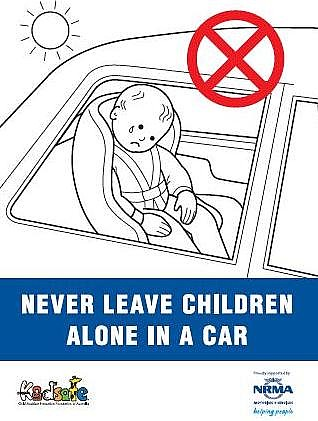 NEVER LEAVE CHILDREN
ALONE IN A CAR
Kidsafe
Proudly supported by
NRMA
helping people